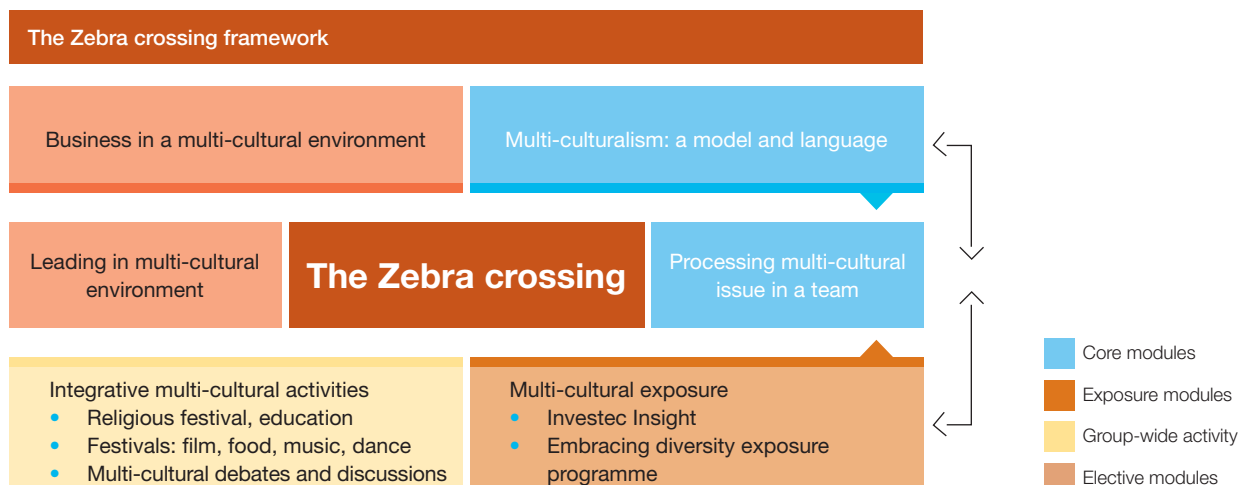 The Zebra crossing framework
Business in a multi-cultural environment
Multi-culturalism: a model and language
Leading in multi-cultural
environment
The Zebra crossing
Processing multi-cultural
issue in a team
Integrative multi-cultural activities
• Religious festival, education
• Festivals: film, food, music, dance
• Multi-cultural debates and discussions
Multi-cultural exposure
• Investec Insight
• Embracing diversity exposure
programme
Core modules
Exposure modules
Group-wide activity
Elective modules